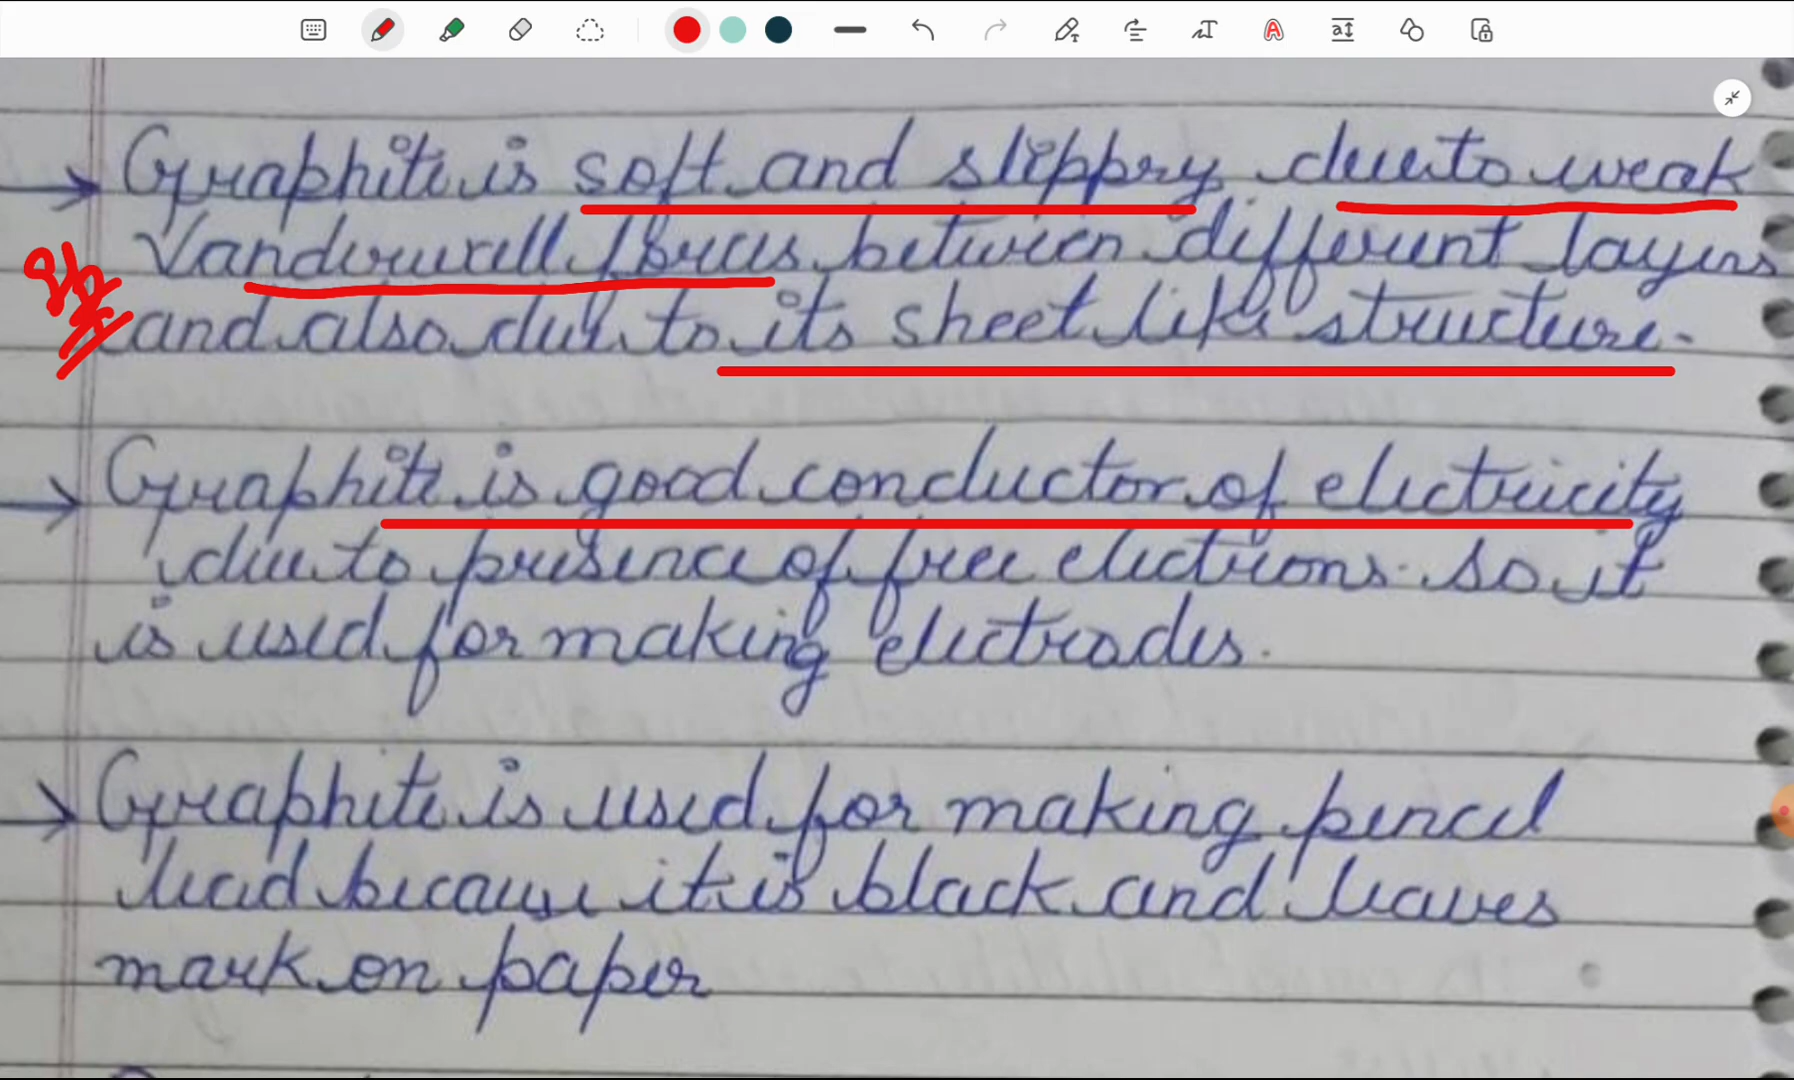 → Graphite is soft and slippry due to weak
Vanderwall forces between different layers
and also due to its sheet like structure.
→ Graphite is good conductor of electricity
due to presence of free electrons. so it
is used for making electrodes.
→ Graphite is used for making pencil
lead because it is black and leaves
mark on paper